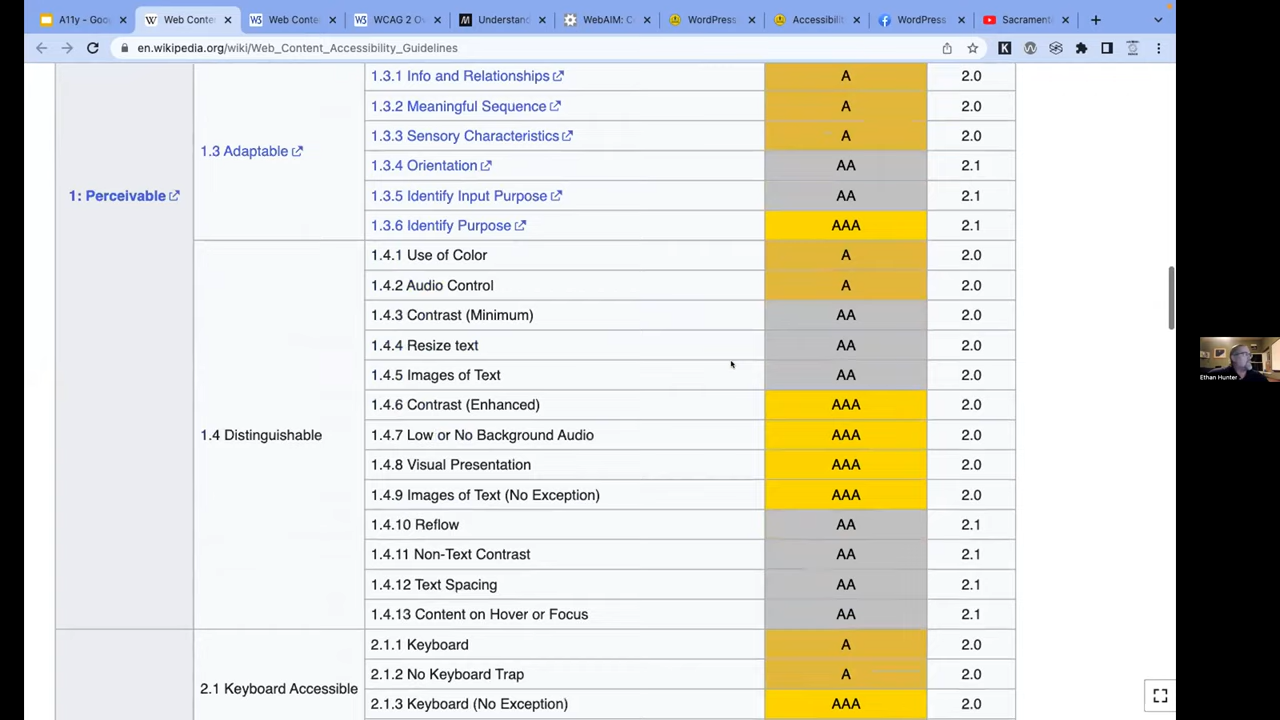 A11y - Goo
Web Conte
Web Conten
WCAG 2 Ov
Understan
WebAIM: C
WordPress
Accessibilit
WordPress
Sacrament
en.wikipedia.org/wiki/Web_Content_Accessibility_Guidelines
1.3.1 Info and Relationships A 2.0
1.3.2 Meaningful Sequence A 2.0
1.3.3 Sensory Characteristics A 2.0
1.3 Adaptable
1.3.4 Orientation AA 2.1
1: Perceivable
1.3.5 Identify Input Purpose AA 2.1
1.3.6 Identify Purpose AAA 2.1
1.4.1 Use of Color A 2.0
1.4.2 Audio Control A 2.0
1.4.3 Contrast (Minimum) AA 2.0
1.4.4 Resize text AA 2.0
1.4.5 Images of Text AA 2.0
1.4.6 Contrast (Enhanced) AAA 2.0
1.4 Distinguishable
1.4.7 Low or No Background Audio AAA 2.0
1.4.8 Visual Presentation AAA 2.0
1.4.9 Images of Text (No Exception) AAA 2.0
1.4.10 Reflow AA 2.1
1.4.11 Non-Text Contrast AA 2.1
1.4.12 Text Spacing AA 2.1
1.4.13 Content on Hover or Focus AA 2.1
2.1.1 Keyboard A 2.0
2.1.2 No Keyboard Trap A 2.0
2.1 Keyboard Accessible
2.1.3 Keyboard (No Exception) AAA 2.0
Ethan Hunter